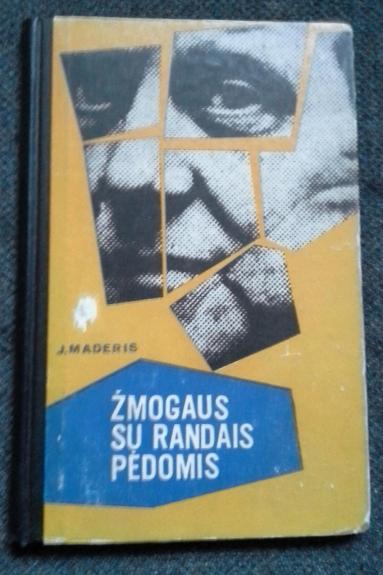 J. MADERIS
ŽMOGAUS
SU RANDAIS
PĖDOMIS